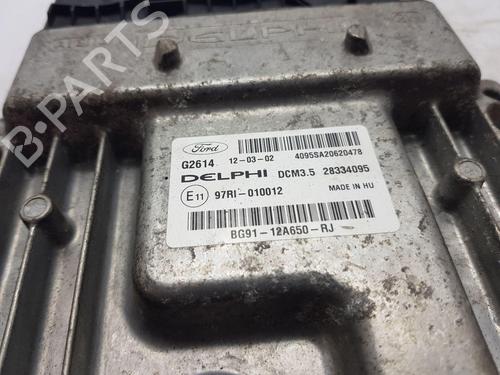 DELPHI
Ford
G2614 12-03-02 4095SA20620478
DELPHI DCM3.5 28334095
E11 97RI-010012 MADE IN HU
BG91-12A650-RJ
B-PARTS